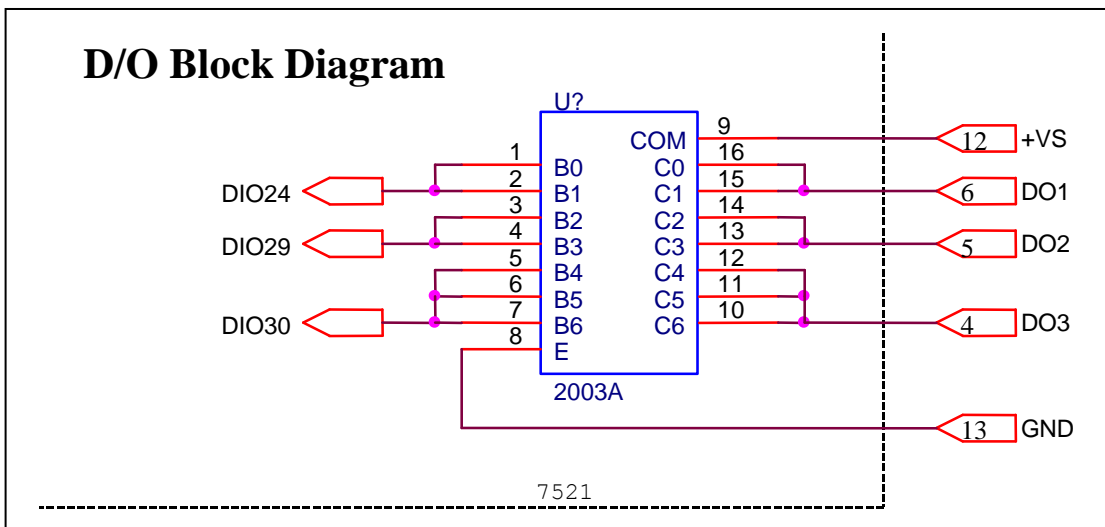 D/O Block Diagram
U?
COM 9 12 +VS
1 B0 C0 16
DIO24 2 B1 C1 15 6 DO1
3 B2 C2 14
DIO29 4 B3 C3 13 5 DO2
5 B4 C4 12
6 B5 C5 11
DIO30 7 B6 C6 10 4 DO3
8 E
2003A
13 GND
7521